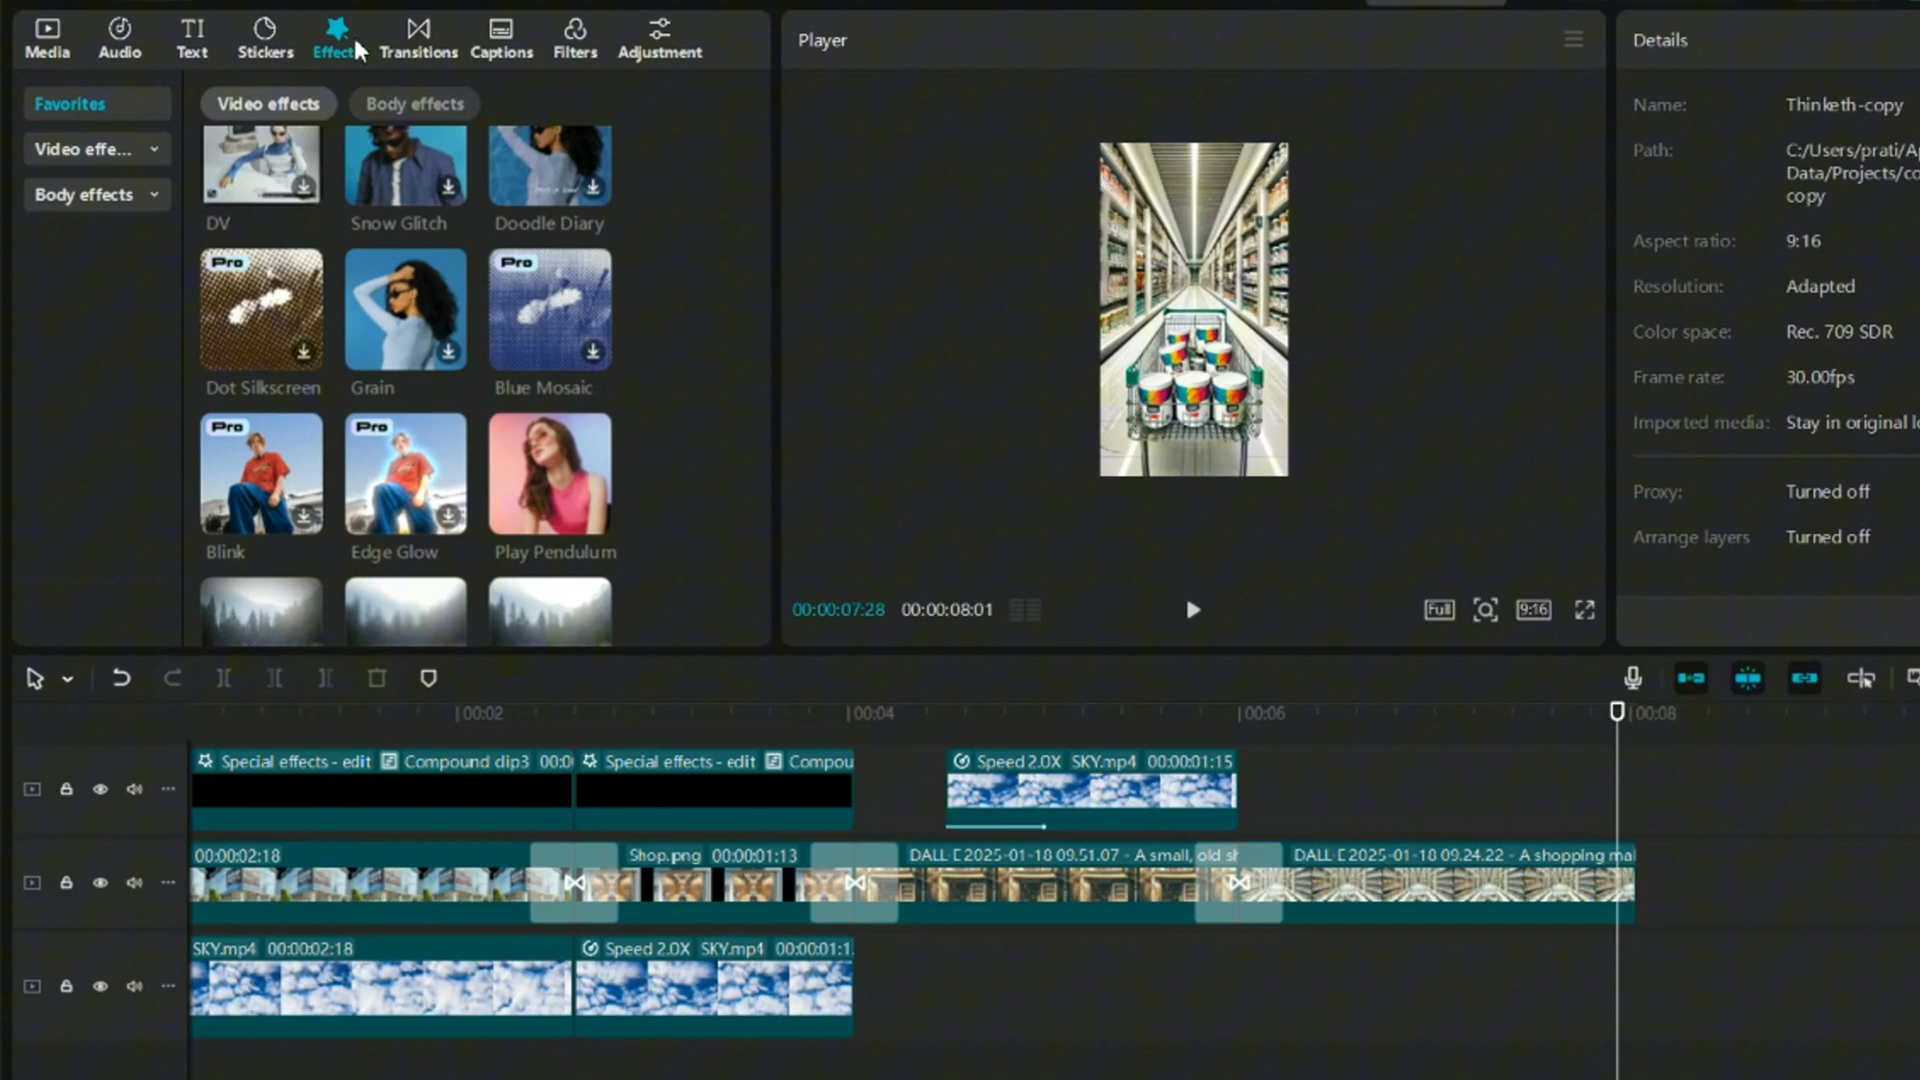 Media Audio Text Stickers Effect Transitions Captions Filters Adjustment
Favorites
Video effe...
Body effects
Video effects Body effects
DV Snow Glitch Doodle Diary
Pro Pro
Dot Silkscreen Grain Blue Mosaic
Pro Pro
Blink Edge Glow Play Pendulum
Player
00:00:07:28 00:00:08:01
Full 9:16
Details
Name: Thinketh-copy
Path: C:/Users/prati/Ap
Data/Projects/co
copy
Aspect ratio: 9:16
Resolution: Adapted
Color space: Rec. 709 SDR
Frame rate: 30.00fps
Imported media: Stay in original lo
Proxy: Turned off
Arrange layers Turned off
00:02 00:04 00:06 00:08
Special effects - edit Compound clip3 00:0 Special effects - edit Compou Speed 2.0X SKY.mp4 00:00:01:15
00:00:02:18 Shop.png 00:00:01:13 DALL·E 2025-01-18 09.51.07 - A small, old sh DALL·E 2025-01-18 09.24.22 - A shopping mal
SKY.mp4 00:00:02:18 Speed 2.0X SKY.mp4 00:00:01:1